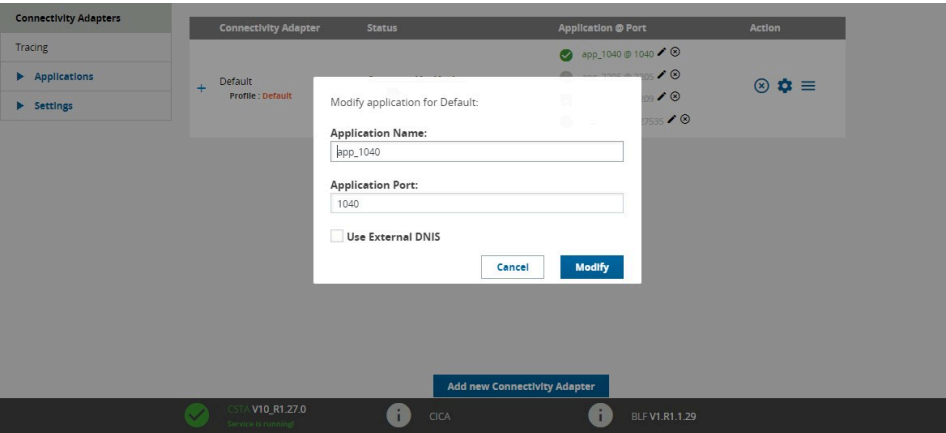 Connectivity Adapters
Connectivity Adapter Status Application @ Port Action
Tracing
Applications
Settings
app_1040 @ 1040
Default
Profile : Default
Modify application for Default:
Application Name:
app_1040
Application Port:
1040
Use External DNIS
Cancel Modify
Add new Connectivity Adapter
CSTA V10_R1.27.0
Service is running!
CICA
BLF V1.R1.1.29